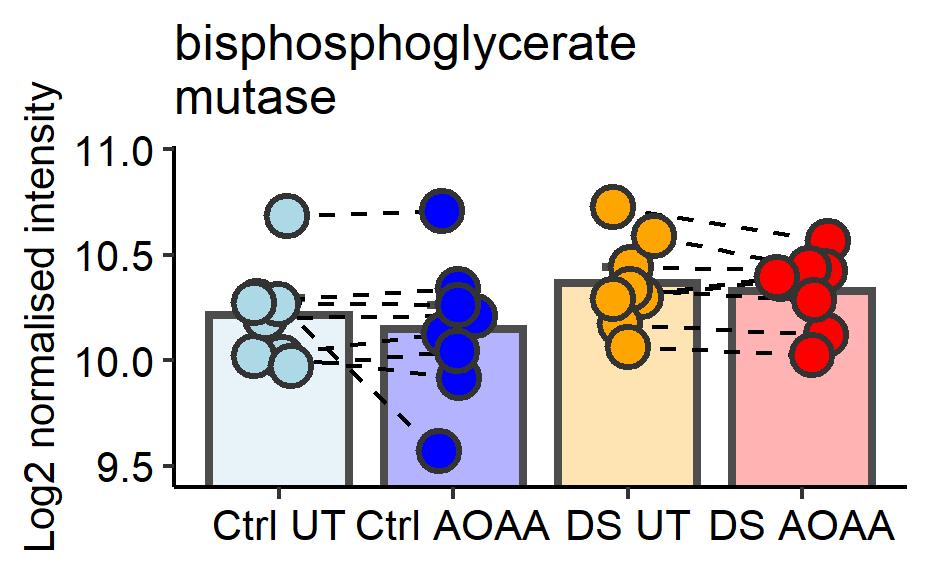 bisphosphoglycerate
mutase
Log2 normalised intensity
11.0
10.5
10.0
9.5
Ctrl UT Ctrl AOAA DS UT DS AOAA